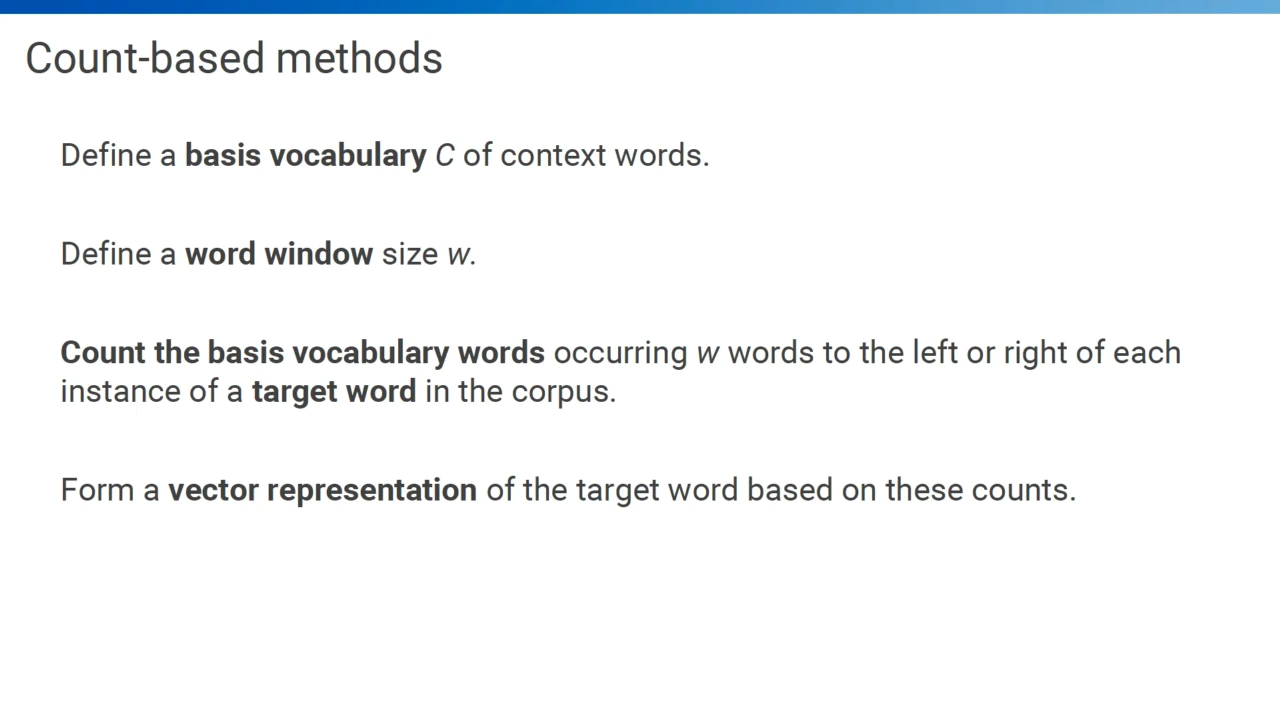 Count-based methods
Define a basis vocabulary C of context words.
Define a word window size w.
Count the basis vocabulary words occurring w words to the left or right of each
instance of a target word in the corpus.
Form a vector representation of the target word based on these counts.